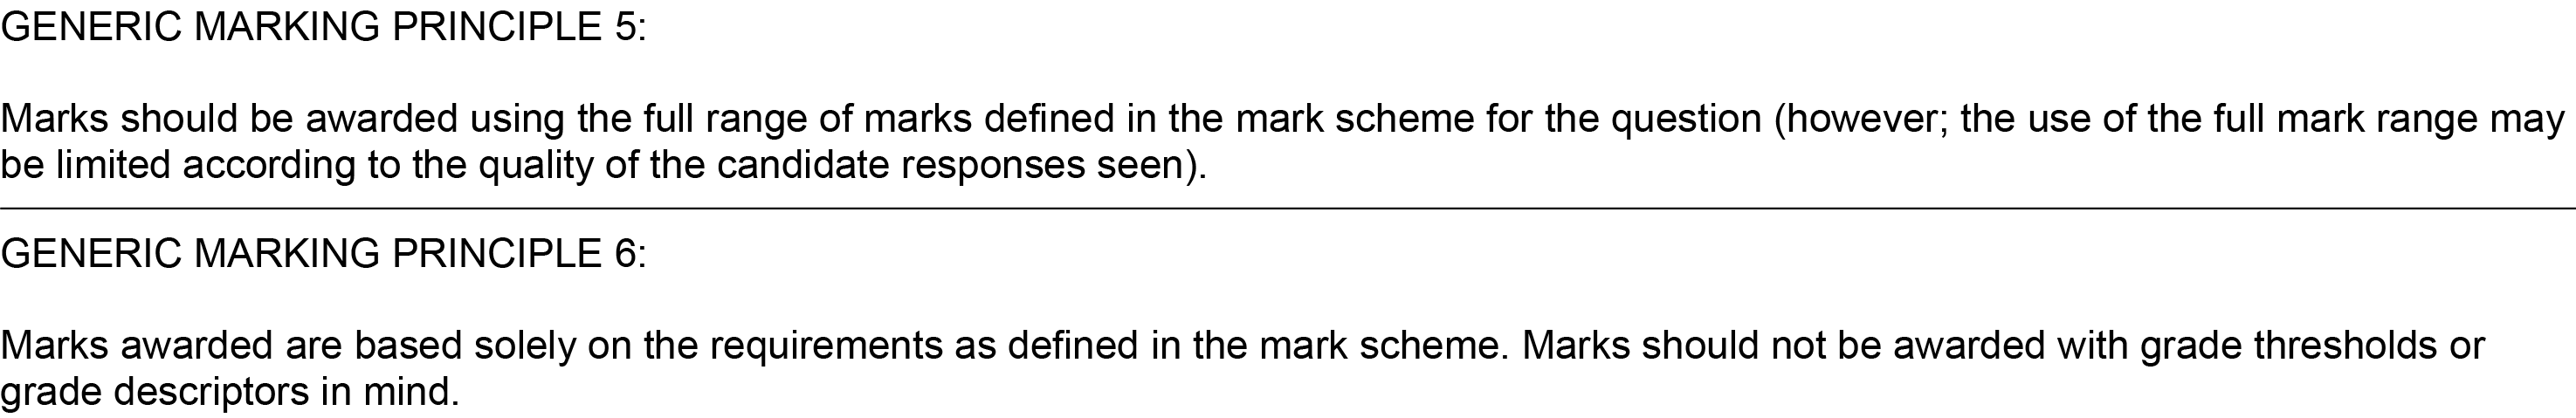 GENERIC MARKING PRINCIPLE 5:
Marks should be awarded using the full range of marks defined in the mark scheme for the question (however; the use of the full mark range may
be limited according to the quality of the candidate responses seen).
GENERIC MARKING PRINCIPLE 6:
Marks awarded are based solely on the requirements as defined in the mark scheme. Marks should not be awarded with grade thresholds or
grade descriptors in mind.